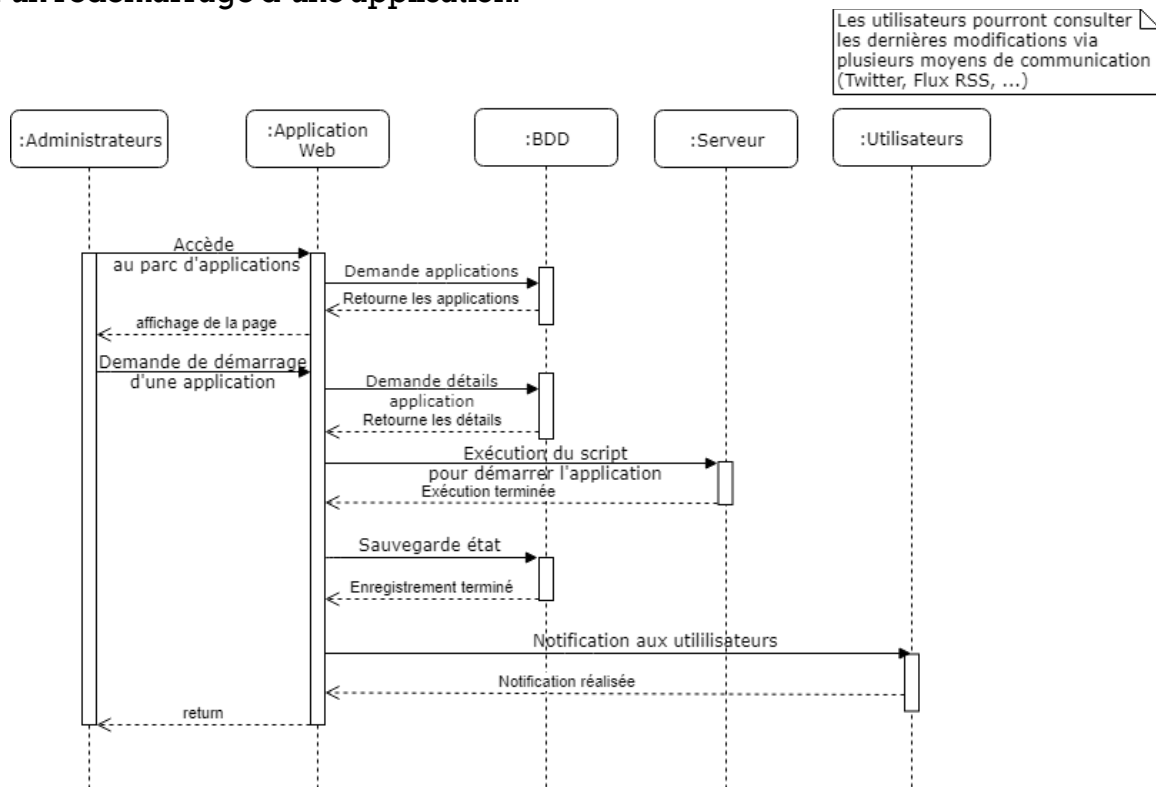 un redémarrage d'une application.
Les utilisateurs pourront consulter
les dernières modifications via
plusieurs moyens de communication
(Twitter, Flux RSS, ...)
:Administrateurs
:Application
Web
:BDD
:Serveur
:Utilisateurs
Accède
au parc d'applications
Demande applications
Retourne les applications
affichage de la page
Demande de démarrage
d'une application
Demande détails
application
Retourne les détails
Exécution du script
pour démarrer l'application
Exécution terminée
Sauvegarde état
Enregistrement terminé
Notification aux utililisateurs
Notification réalisée
return